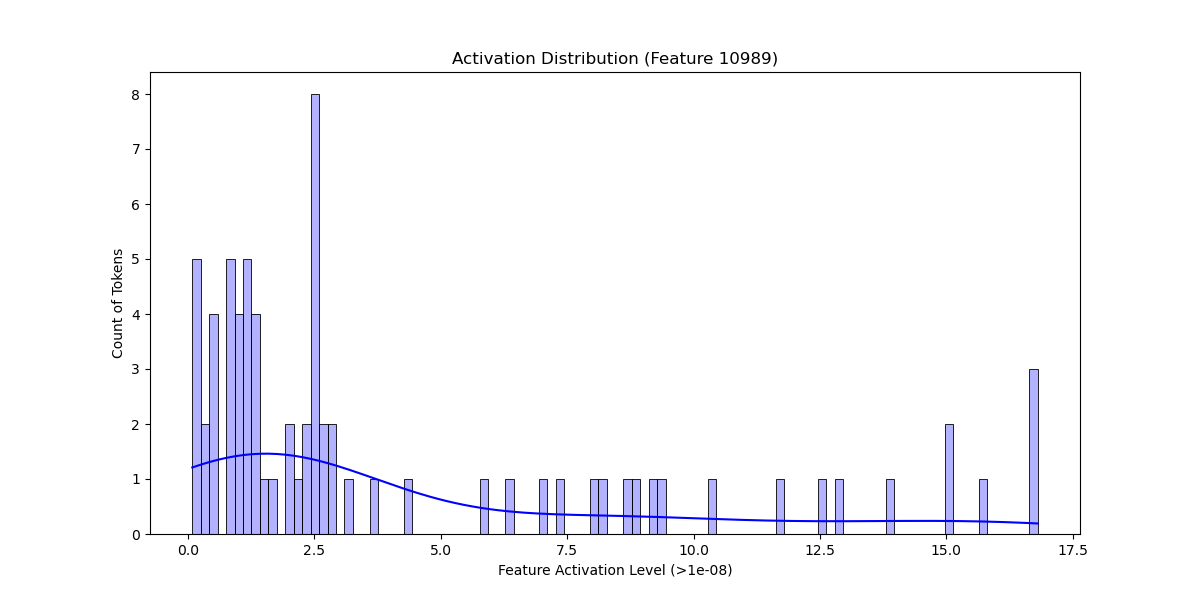 Activation Distribution (Feature 10989)
8
7
6
5
4
3
2
1
0
Count of Tokens
0.0 2.5 5.0 7.5 10.0 12.5 15.0 17.5
Feature Activation Level (>1e-08)